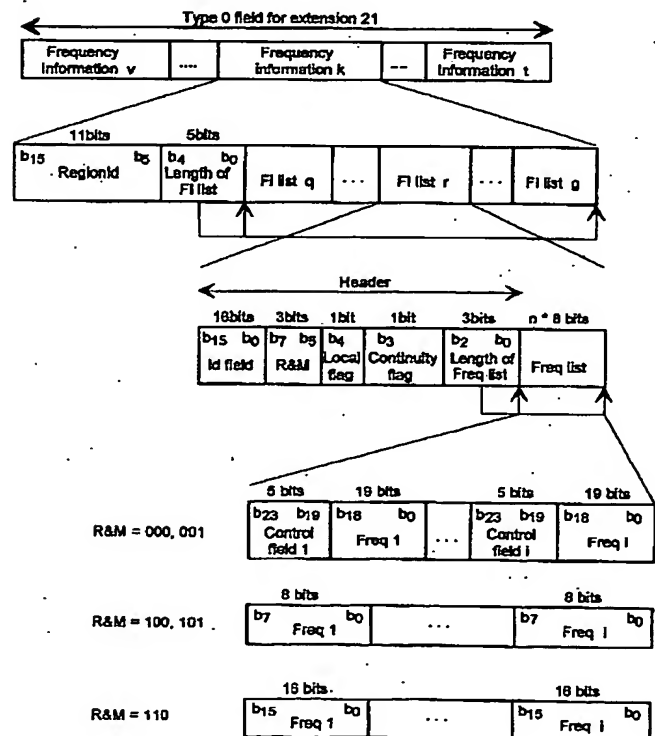 Type 0 field for extension 21
Frequency Information v .... Frequency Information k -- Frequency Information t
11bits 5bits
b15 RegionId b5 b4 Length of FI list b0 FI list q ... FI list r ... FI list g
Header
16bits 3bits 1bit 1bit 3bits n * 8 bits
b15 b0 Id field b7 b5 R&M b4 Local flag b3 Continuity flag b2 b0 Length of Freq list Freq list
5 bits 19 bits 5 bits 19 bits
R&M = 000, 001 b23 b19 Control field 1 b18 b0 Freq 1 ... b23 b19 Control field i b18 b0 Freq i
8 bits 8 bits
R&M = 100, 101 b7 Freq 1 b0 ... b7 Freq i b0
16 bits 16 bits
R&M = 110 b15 Freq 1 b0 ... b15 Freq i b0